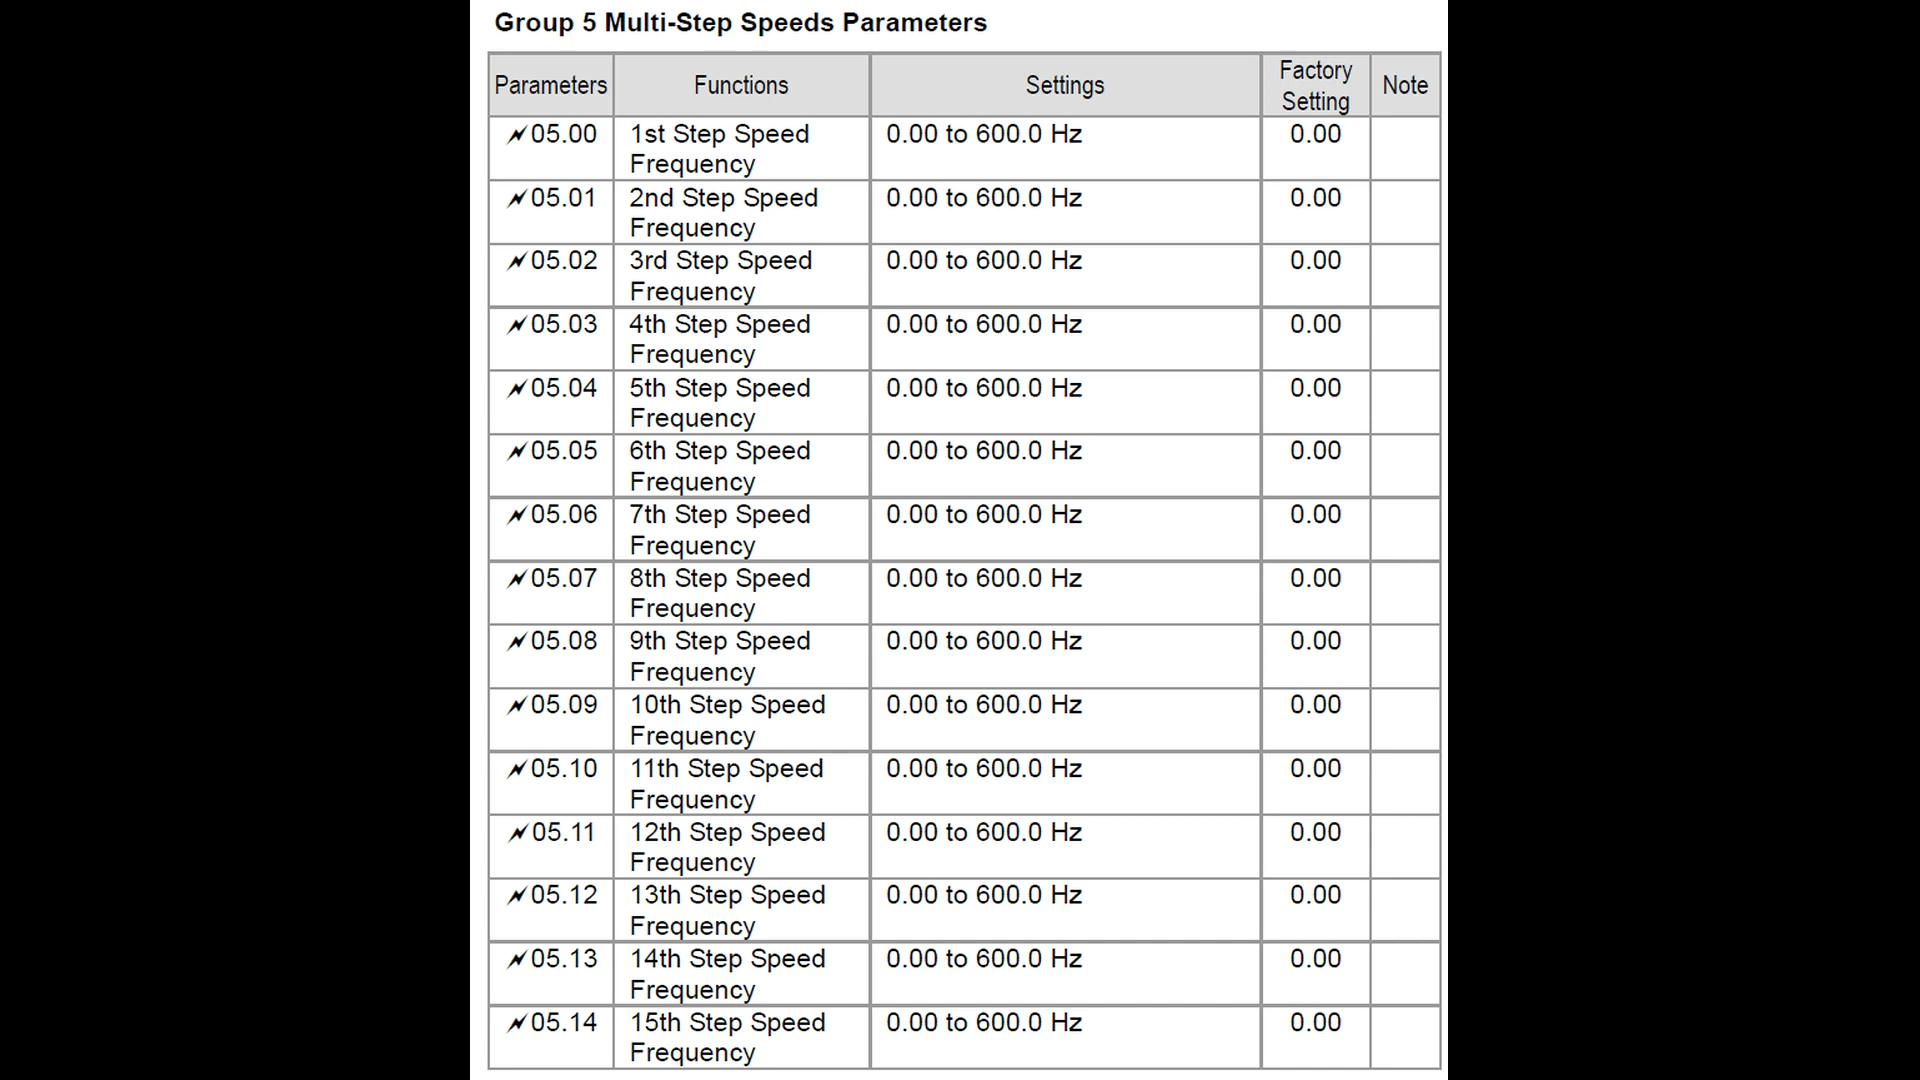 Group 5 Multi-Step Speeds Parameters
Parameters Functions Settings Factory Setting Note
05.00 1st Step Speed Frequency 0.00 to 600.0 Hz 0.00
05.01 2nd Step Speed Frequency 0.00 to 600.0 Hz 0.00
05.02 3rd Step Speed Frequency 0.00 to 600.0 Hz 0.00
05.03 4th Step Speed Frequency 0.00 to 600.0 Hz 0.00
05.04 5th Step Speed Frequency 0.00 to 600.0 Hz 0.00
05.05 6th Step Speed Frequency 0.00 to 600.0 Hz 0.00
05.06 7th Step Speed Frequency 0.00 to 600.0 Hz 0.00
05.07 8th Step Speed Frequency 0.00 to 600.0 Hz 0.00
05.08 9th Step Speed Frequency 0.00 to 600.0 Hz 0.00
05.09 10th Step Speed Frequency 0.00 to 600.0 Hz 0.00
05.10 11th Step Speed Frequency 0.00 to 600.0 Hz 0.00
05.11 12th Step Speed Frequency 0.00 to 600.0 Hz 0.00
05.12 13th Step Speed Frequency 0.00 to 600.0 Hz 0.00
05.13 14th Step Speed Frequency 0.00 to 600.0 Hz 0.00
05.14 15th Step Speed Frequency 0.00 to 600.0 Hz 0.00